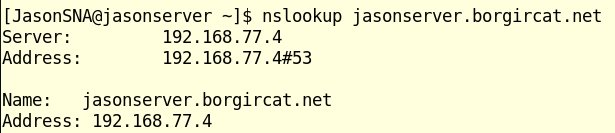 [JasonSNA@jasonserver ~]$ nslookup jasonserver.borgircat.net
Server:         192.168.77.4
Address:        192.168.77.4#53
Name:   jasonserver.borgircat.net
Address: 192.168.77.4